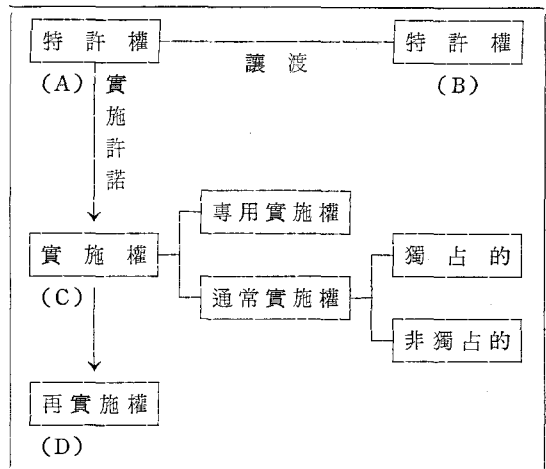 特許權
特許權
讓渡
(A)
(B)
實施許諾
專用實施權
實施權
獨占的
(C)
通常實施權
非獨占的
再實施權
(D)